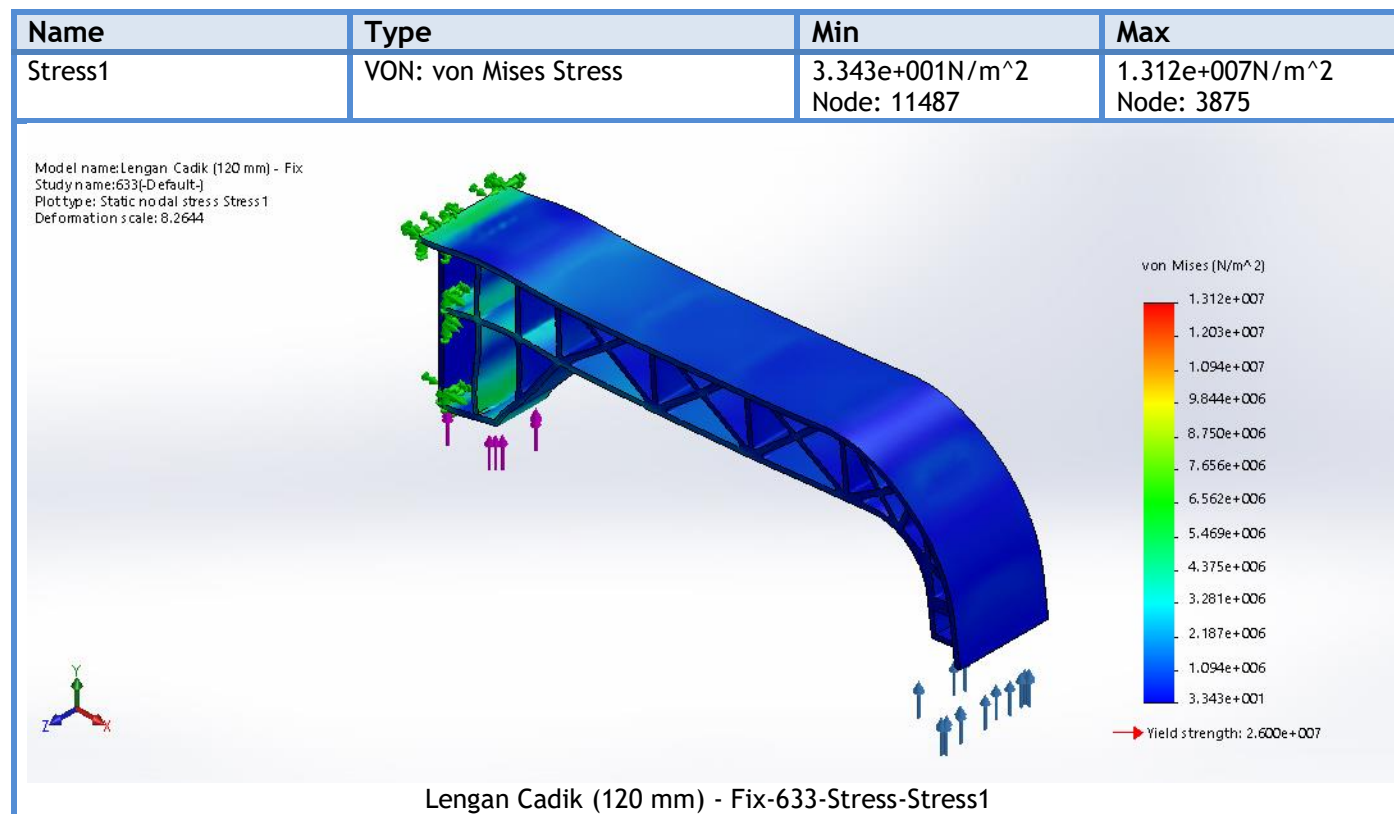 Name Type Min Max
Stress1 VON: von Mises Stress 3.343e+001N/m^2 1.312e+007N/m^2
Node: 11487 Node: 3875
Model name:Lengan Cadik (120 mm) - Fix
Study name:633(-Default-)
Plot type: Static nodal stress Stress1
Deformation scale: 8.2644
von Mises (N/m^2)
1.312e+007
1.203e+007
1.094e+007
9.844e+006
8.750e+006
7.656e+006
6.562e+006
5.469e+006
4.375e+006
3.281e+006
2.187e+006
1.094e+006
3.343e+001
Yield strength: 2.600e+007
Y
Z X
Lengan Cadik (120 mm) - Fix-633-Stress-Stress1